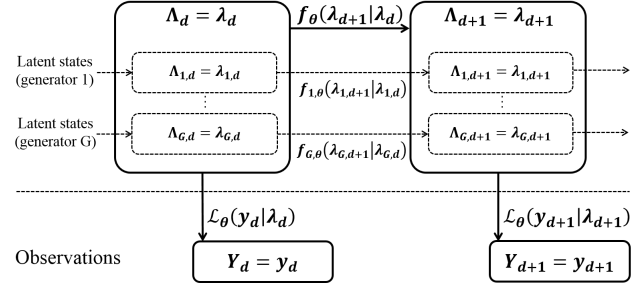 Λ_d = λ_d
f_θ(λ_{d+1}|λ_d)
Λ_{d+1} = λ_{d+1}
Latent states
(generator 1)
Λ_{1,d} = λ_{1,d}
f_{1,θ}(λ_{1,d+1}|λ_{1,d})
Λ_{1,d+1} = λ_{1,d+1}
⋮
⋮
⋮
Latent states
(generator G)
Λ_{G,d} = λ_{G,d}
f_{G,θ}(λ_{G,d+1}|λ_{G,d})
Λ_{G,d+1} = λ_{G,d+1}
ℒ_θ(y_d|λ_d)
ℒ_θ(y_{d+1}|λ_{d+1})
Observations
Y_d = y_d
Y_{d+1} = y_{d+1}